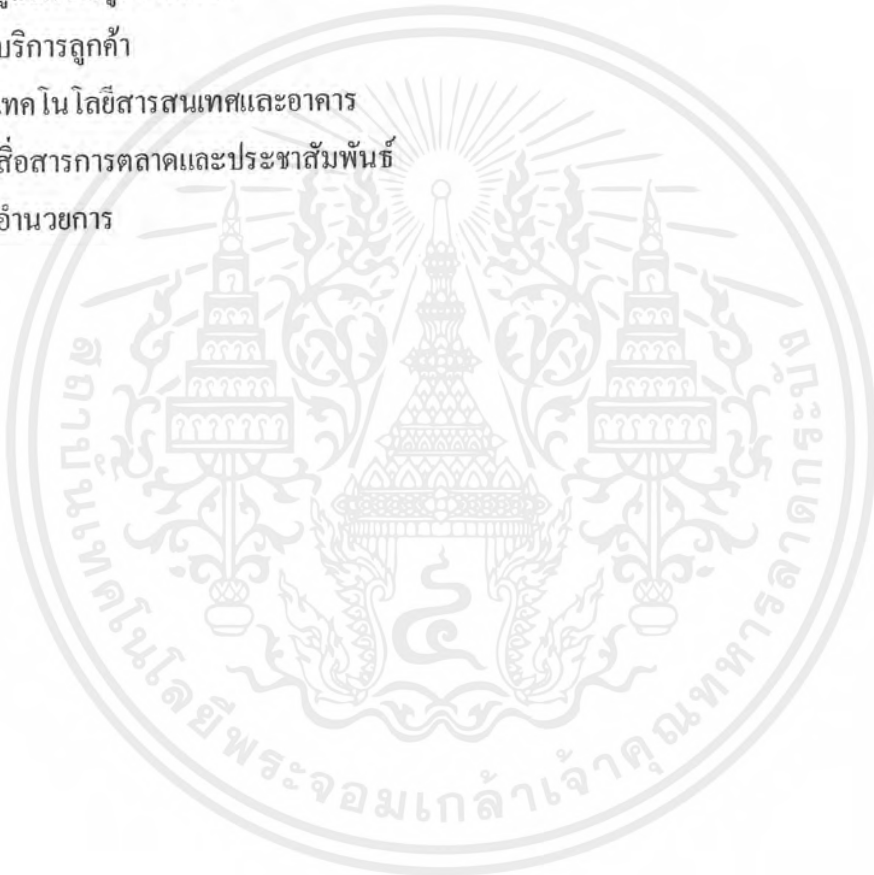 บริการลูกค้า
เทคโนโลยีสารสนเทศและอาคาร
สื่อสารการตลาดและประชาสัมพันธ์
อำนวยการ
สถาบันเทคโนโลยีพระจอมเกล้าเจ้าคุณทหารลาดกระบัง